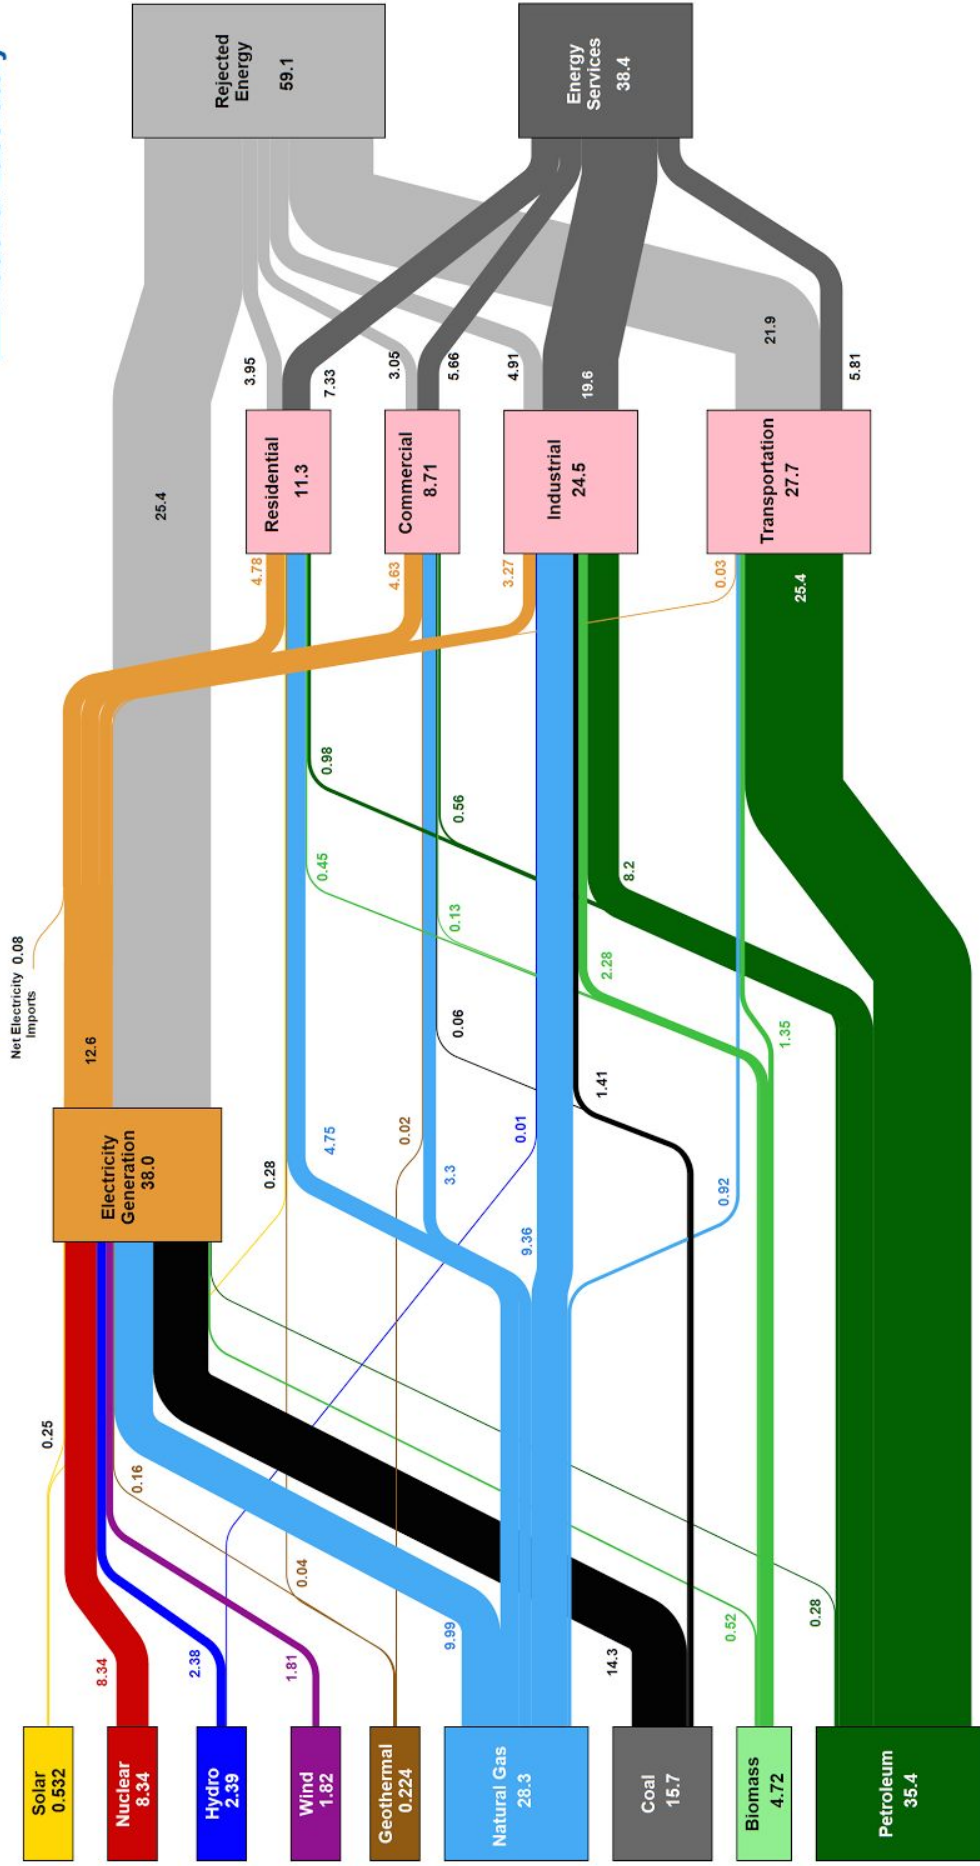 Net Electricity 0.08
Imports
Solar
0.532
Nuclear
8.34
Hydro
2.39
Wind
1.82
Geothermal
0.224
Natural Gas
28.3
Coal
15.7
Biomass
4.72
Petroleum
35.4
0.25
8.34
2.38
1.81
0.16
0.04
9.99
14.3
0.52
0.28
Electricity
Generation
38.0
12.6
25.4
0.28
4.75
0.02
3.3
0.01
9.36
0.06
1.41
0.92
1.35
0.45
0.13
2.28
0.98
0.56
8.2
4.78
4.63
3.27
0.03
25.4
Residential
11.3
Commercial
8.71
Industrial
24.5
Transportation
27.7
3.95
7.33
3.05
5.66
4.91
19.6
21.9
5.81
Rejected
Energy
59.1
Energy
Services
38.4